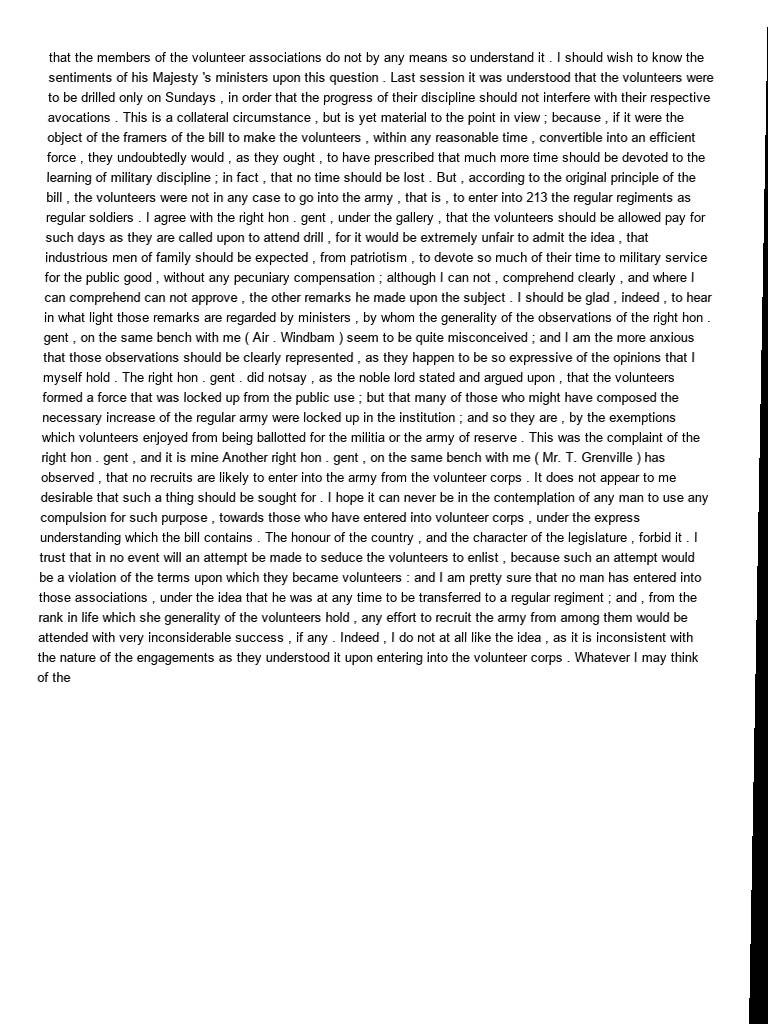 that the members of the volunteer associations do not by any means so understand it . I should wish to know the
sentiments of his Majesty 's ministers upon this question . Last session it was understood that the volunteers were
to be drilled only on Sundays , in order that the progress of their discipline should not interfere with their respective
avocations . This is a collateral circumstance , but is yet material to the point in view ; because , if it were the
object of the framers of the bill to make the volunteers , within any reasonable time , convertible into an efficient
force , they undoubtedly would , as they ought , to have prescribed that much more time should be devoted to the
learning of military discipline ; in fact , that no time should be lost . But , according to the original principle of the
bill , the volunteers were not in any case to go into the army , that is , to enter into 213 the regular regiments as
regular soldiers . I agree with the right hon . gent , under the gallery , that the volunteers should be allowed pay for
such days as they are called upon to attend drill , for it would be extremely unfair to admit the idea , that
industrious men of family should be expected , from patriotism , to devote so much of their time to military service
for the public good , without any pecuniary compensation ; although I can not , comprehend clearly , and where I
can comprehend can not approve , the other remarks he made upon the subject . I should be glad , indeed , to hear
in what light those remarks are regarded by ministers , by whom the generality of the observations of the right hon .
gent , on the same bench with me ( Air . Windbam ) seem to be quite misconceived ; and I am the more anxious
that those observations should be clearly represented , as they happen to be so expressive of the opinions that I
myself hold . The right hon . gent . did notsay , as the noble lord stated and argued upon , that the volunteers
formed a force that was locked up from the public use ; but that many of those who might have composed the
necessary increase of the regular army were locked up in the institution ; and so they are , by the exemptions
which volunteers enjoyed from being ballotted for the militia or the army of reserve . This was the complaint of the
right hon . gent , and it is mine Another right hon . gent , on the same bench with me ( Mr. T. Grenville ) has
observed , that no recruits are likely to enter into the army from the volunteer corps . It does not appear to me
desirable that such a thing should be sought for . I hope it can never be in the contemplation of any man to use any
compulsion for such purpose , towards those who have entered into volunteer corps , under the express
understanding which the bill contains . The honour of the country , and the character of the legislature , forbid it . I
trust that in no event will an attempt be made to seduce the volunteers to enlist , because such an attempt would
be a violation of the terms upon which they became volunteers : and I am pretty sure that no man has entered into
those associations , under the idea that he was at any time to be transferred to a regular regiment ; and , from the
rank in life which she generality of the volunteers hold , any effort to recruit the army from among them would be
attended with very inconsiderable success , if any . Indeed , I do not at all like the idea , as it is inconsistent with
the nature of the engagements as they understood it upon entering into the volunteer corps . Whatever I may think
of the